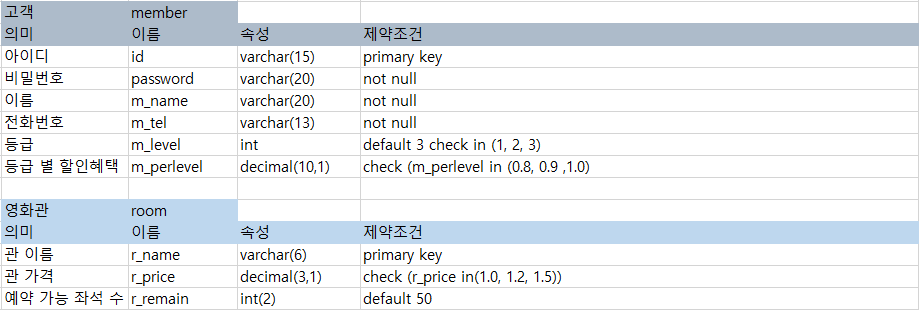 고객 member
의미 이름 속성 제약조건
아이디 id varchar(15) primary key
비밀번호 password varchar(20) not null
이름 m_name varchar(20) not null
전화번호 m_tel varchar(13) not null
등급 m_level int default 3 check in (1, 2, 3)
등급 별 할인혜택 m_perlevel decimal(10,1) check (m_perlevel in (0.8, 0.9 ,1.0)
영화관 room
의미 이름 속성 제약조건
관 이름 r_name varchar(6) primary key
관 가격 r_price decimal(3,1) check (r_price in(1.0, 1.2, 1.5))
예약 가능 좌석 수 r_remain int(2) default 50